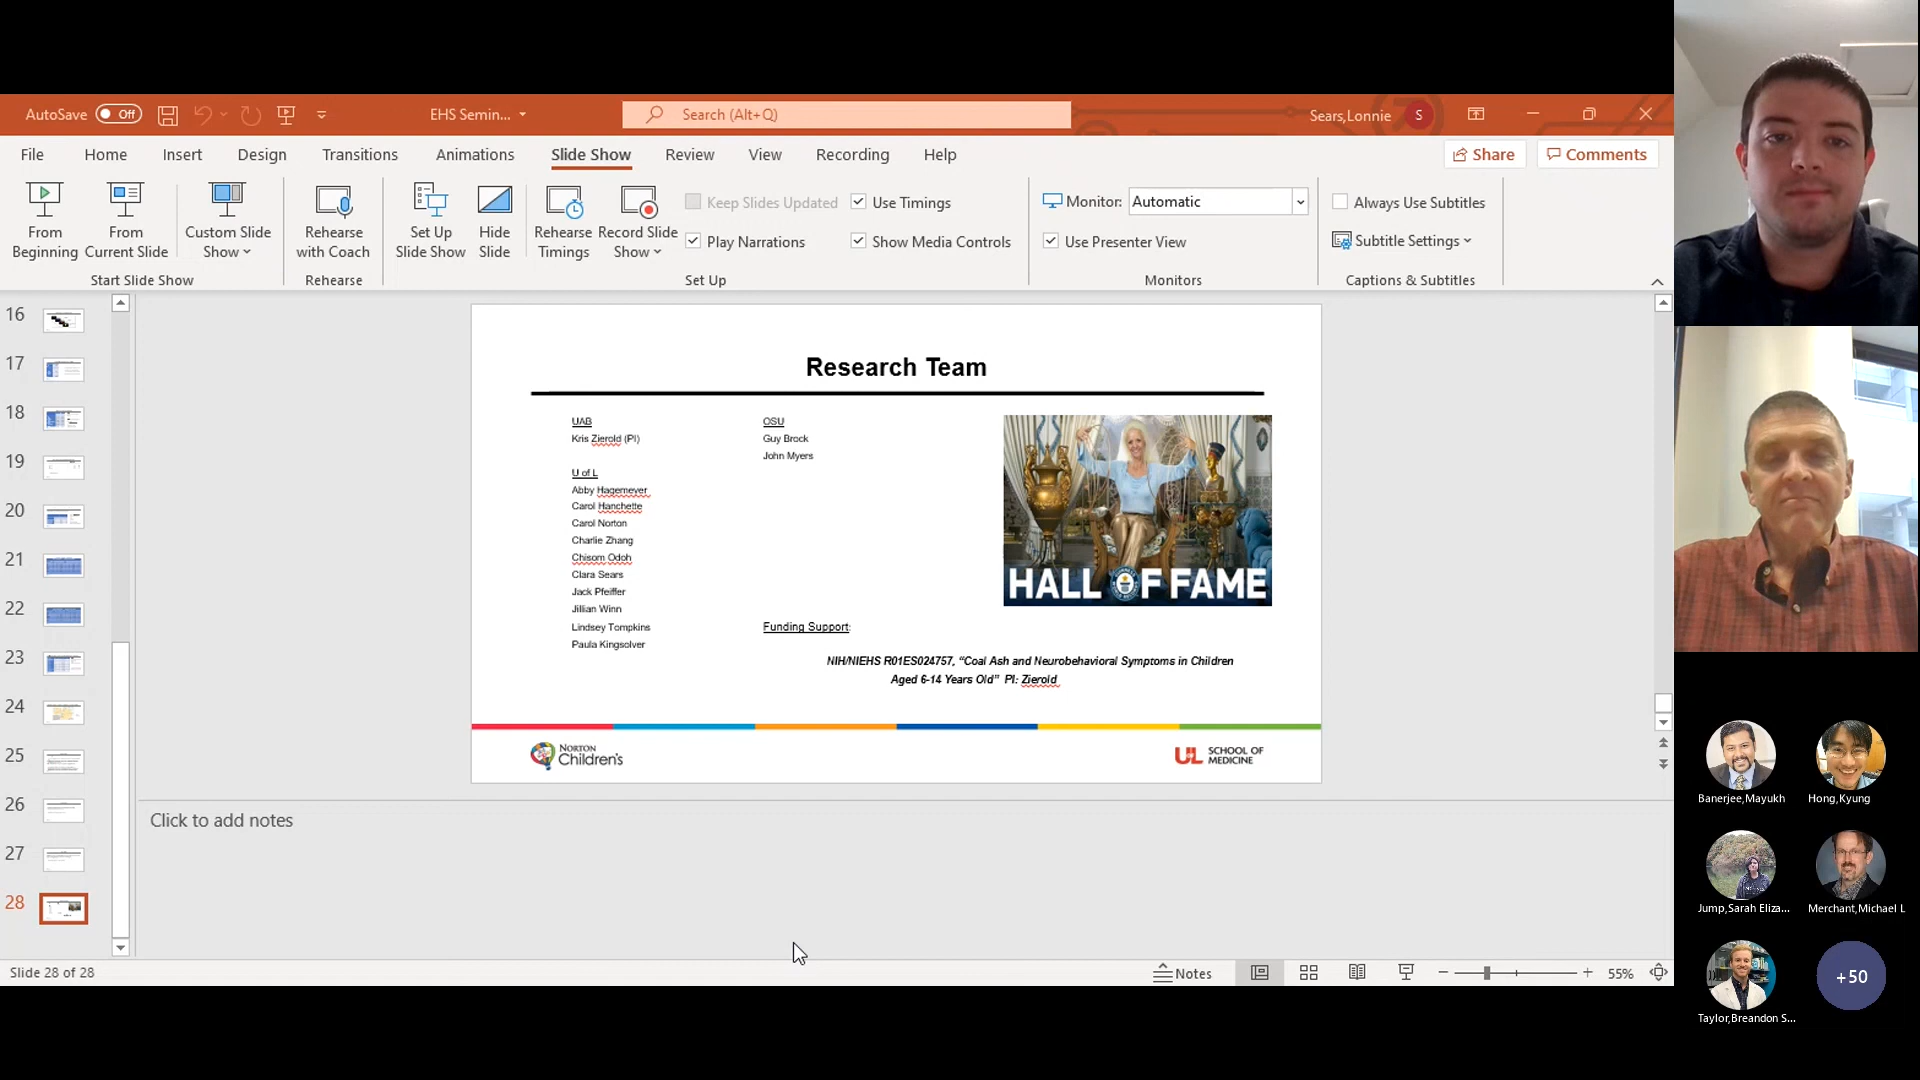 AutoSave Off EHS Semin... Search (Alt+Q) Sears,Lonnie S
File Home Insert Design Transitions Animations Slide Show Review View Recording Help Share Comments
From Beginning
From Current Slide
Custom Slide Show
Rehearse with Coach
Set Up Slide Show
Hide Slide
Rehearse Timings
Record Slide Show
Keep Slides Updated
Play Narrations
Use Timings
Show Media Controls
Monitor: Automatic
Use Presenter View
Always Use Subtitles
Subtitle Settings
Start Slide Show
Rehearse
Set Up
Monitors
Captions & Subtitles
16
17
18
19
20
21
22
23
24
25
26
27
28
Research Team
UAB
Kris Zierold (PI)
U of L
Abby Hagemeyer
Carol Hanchette
Carol Norton
Charlie Zhang
Chisom Odoh
Clara Sears
Jack Pfeiffer
Jillian Winn
Lindsey Tompkins
Paula Kingsolver
OSU
Guy Brock
John Myers
HALL OF FAME
Funding Support:
NIH/NIEHS R01ES024757, “Coal Ash and Neurobehavioral Symptoms in Children
Aged 6-14 Years Old” PI: Zierold
NORTON
Children's
UL SCHOOL OF
MEDICINE
Click to add notes
Slide 28 of 28 Notes 55%
Banerjee,Mayukh
Hong,Kyung
Jump,Sarah Eliza...
Merchant,Michael L
Taylor,Breandon S...
+50